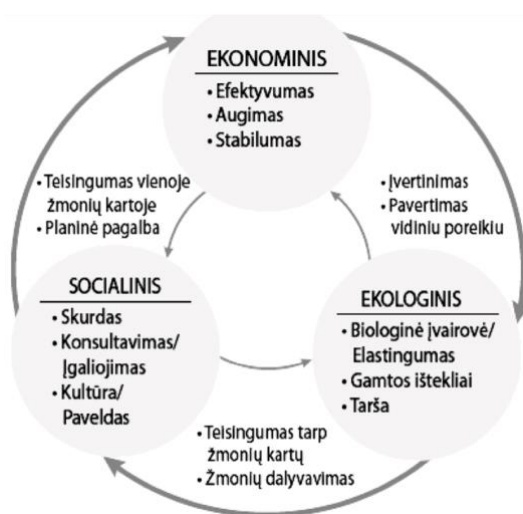 EKONOMINIS
• Efektyvumas
• Augimas
• Stabilumas
• Teisingumas vienoje
žmonių kartoje
• Planinė pagalba
• Įvertinimas
• Pavertimas
vidiniu poreikiu
SOCIALINIS
• Skurdas
• Konsultavimas/
Įgaliojimas
• Kultūra/
Paveldas
EKOLOGINIS
• Biologinė įvairovė/
Elastingumas
• Gamtos ištekliai
• Tarša
• Teisingumas tarp
žmonių kartų
• Žmonių dalyvavimas